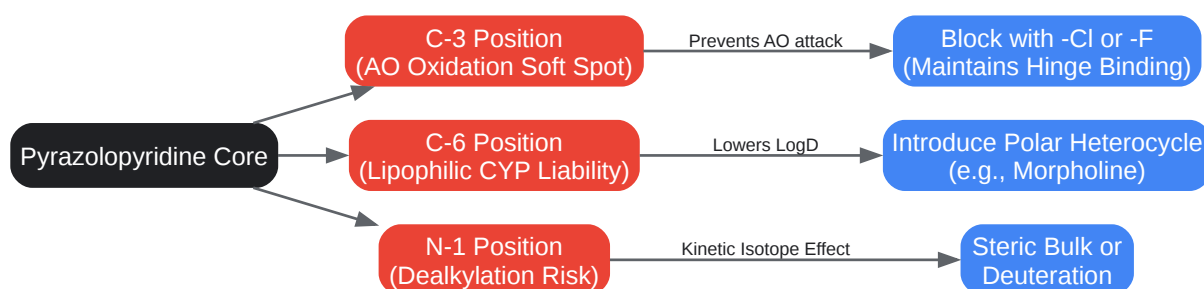 C-3 Position
(AO Oxidation Soft Spot)
Prevents AO attack
Block with -Cl or -F
(Maintains Hinge Binding)
Pyrazolopyridine Core
C-6 Position
(Lipophilic CYP Liability)
Lowers LogD
Introduce Polar Heterocycle
(e.g., Morpholine)
N-1 Position
(Dealkylation Risk)
Kinetic Isotope Effect
Steric Bulk or
Deuteration